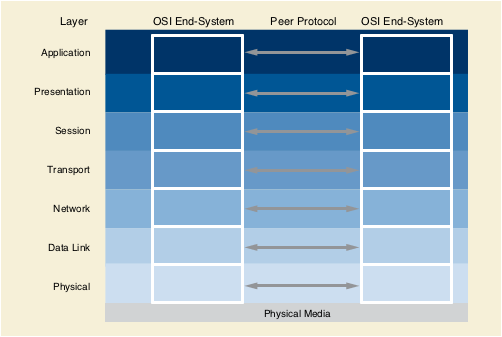 Layer OSI End-System Peer Protocol OSI End-System
Application
Presentation
Session
Transport
Network
Data Link
Physical
Physical Media